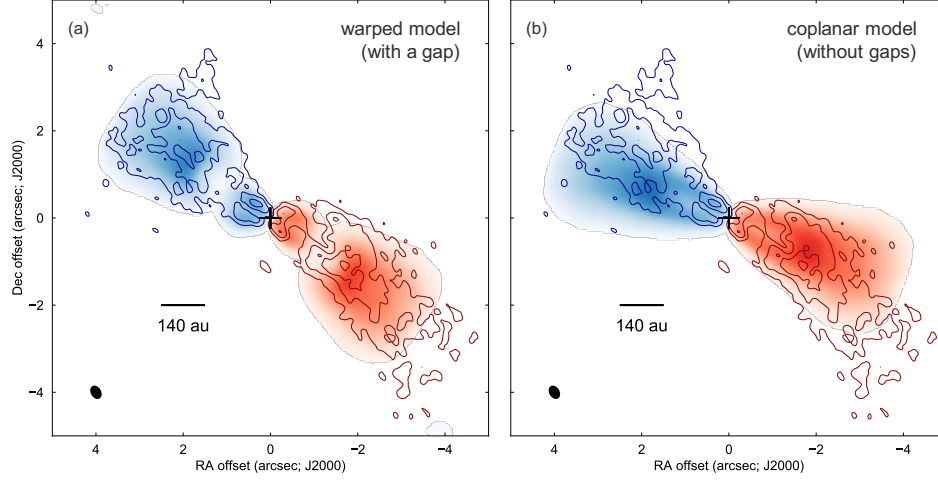 (a)
warped model
(with a gap)
(b)
coplanar model
(without gaps)
4
2
0
−2
−4
Dec offset (arcsec; J2000)
140 au
140 au
4
2
0
−2
−4
RA offset (arcsec; J2000)
4
2
0
−2
−4
RA offset (arcsec; J2000)